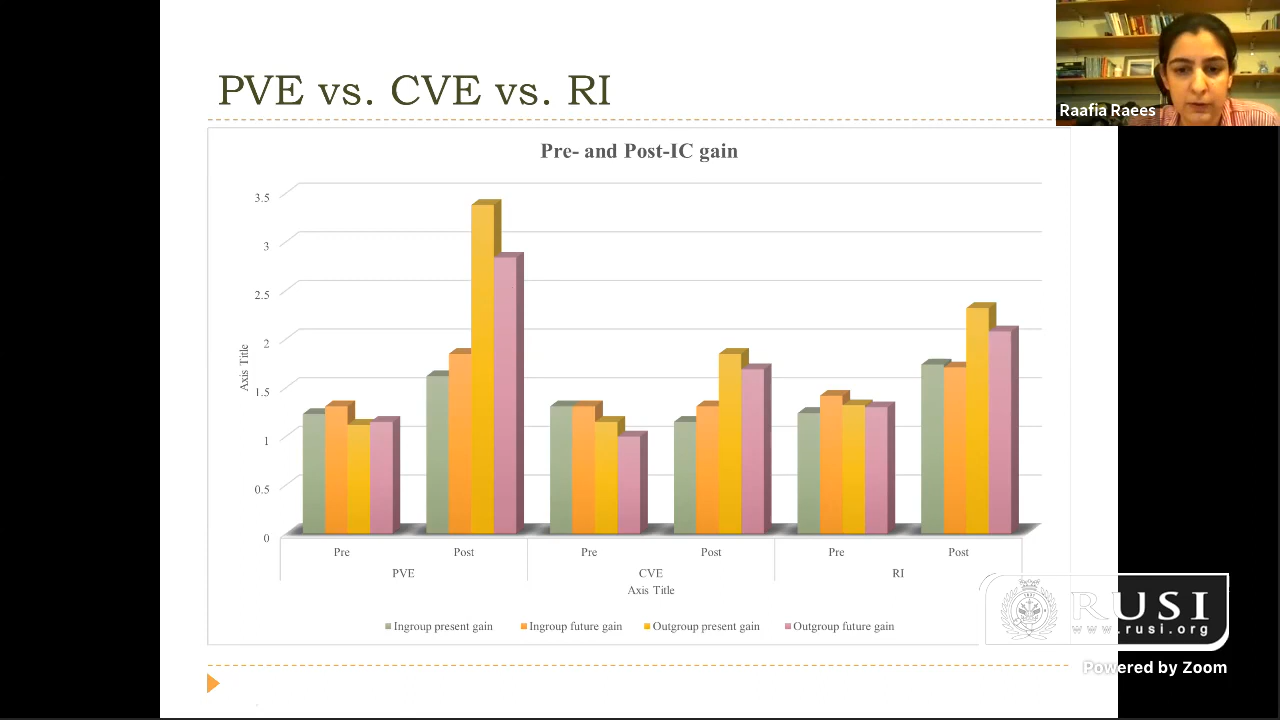 PVE vs. CVE vs. RI
Raafia Raees
Pre- and Post-IC gain
3.5
3
2.5
2
1.5
1
0.5
0
Axis Title
Pre
Post
Pre
Post
Pre
Post
PVE
CVE
RI
Axis Title
Ingroup present gain
Ingroup future gain
Outgroup present gain
Outgroup future gain
RUSI
www.rusi.org
Powered by Zoom